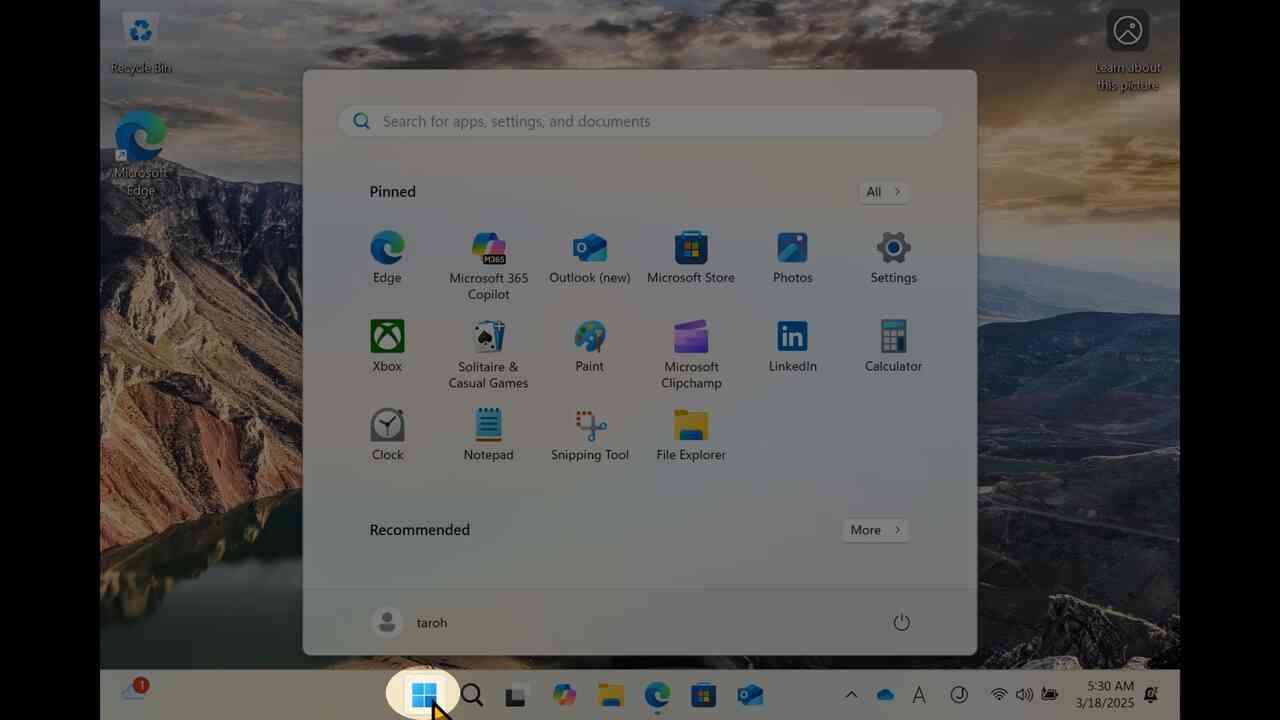 Recycle Bin
Learn about
this picture
Microsoft
Edge
Search for apps, settings, and documents
Pinned
All
Edge
Microsoft 365
Copilot
M365
Outlook (new)
Microsoft Store
Photos
Settings
Xbox
Solitaire &
Casual Games
Paint
Microsoft
Clipchamp
LinkedIn
Calculator
Clock
Notepad
Snipping Tool
File Explorer
Recommended
More
taroh
1
A
J
5:30 AM
3/18/2025